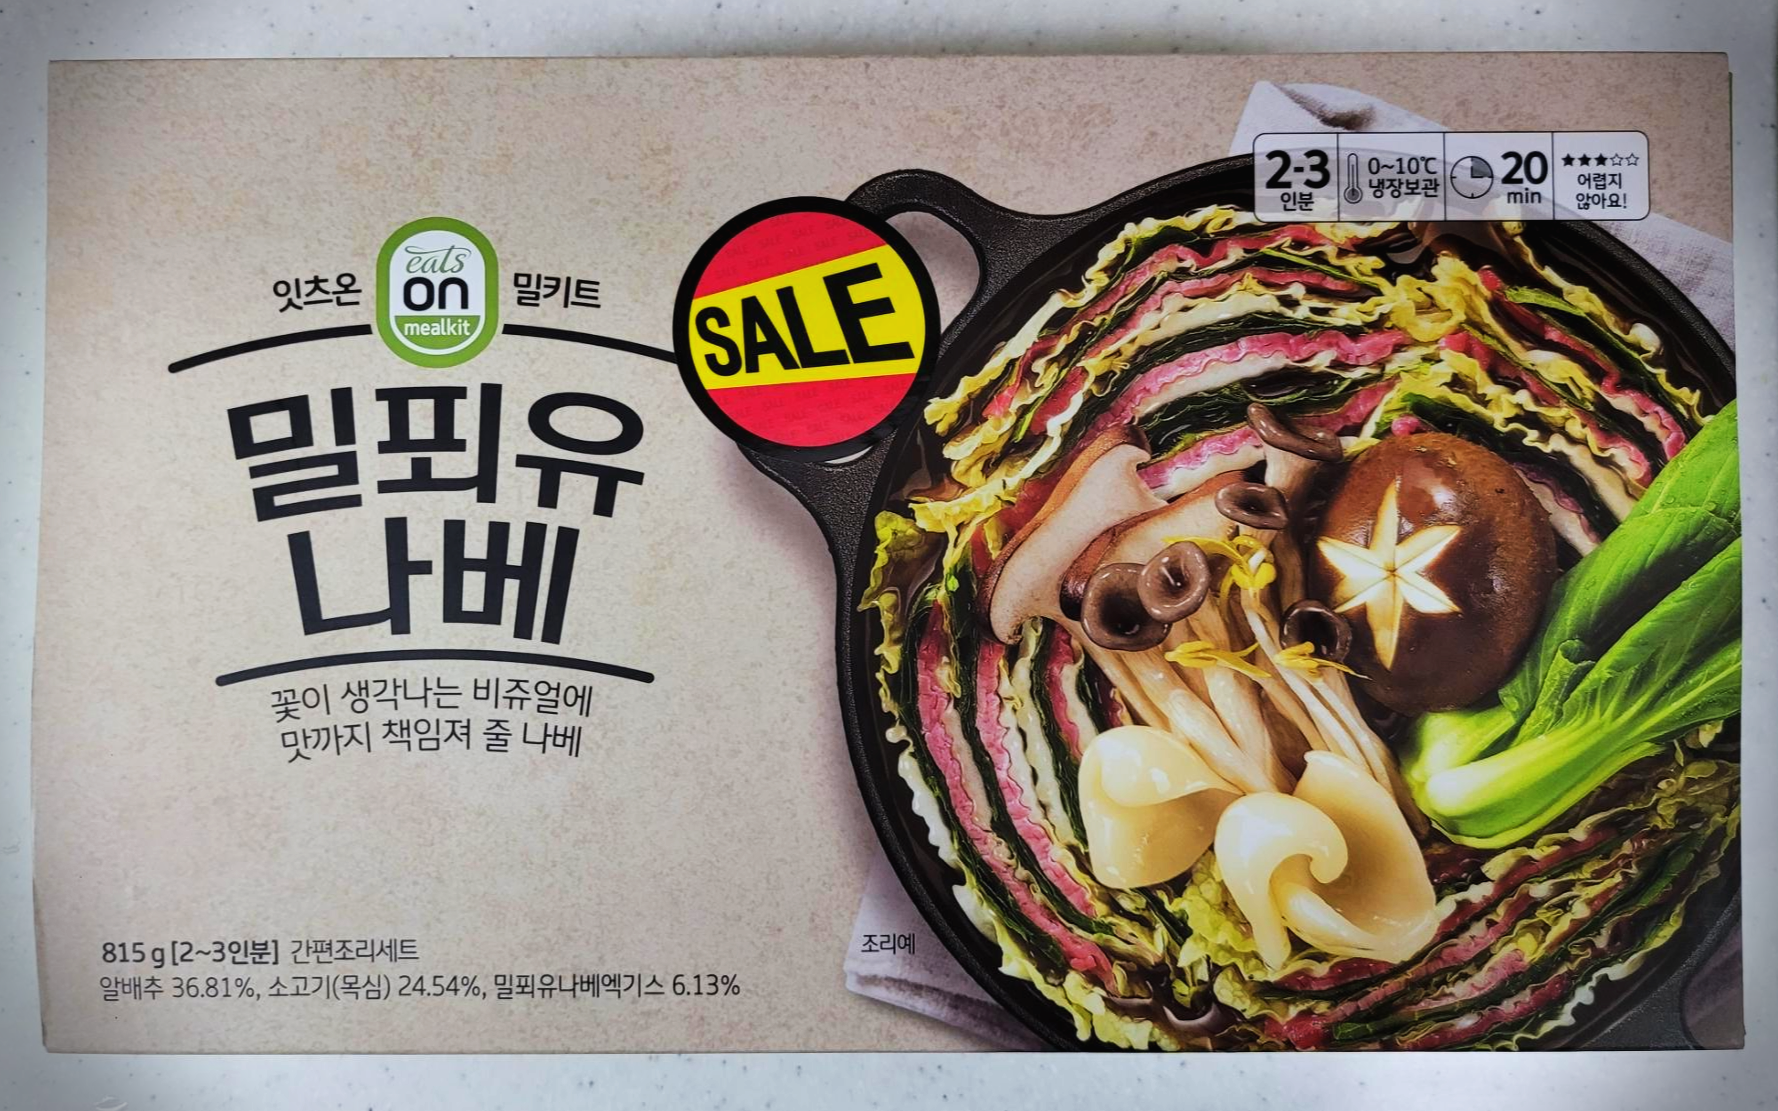 잇츠온
eats
on
mealkit
밀키트
밀푀유
나베
꽃이 생각나는 비쥬얼에
맛까지 책임져 줄 나베
SALE
2-3
인분
0~10℃
냉장보관
20
min
★★★☆☆
어렵지
않아요!
815 g [2~3인분] 간편조리세트
알배추 36.81%, 소고기(목심) 24.54%, 밀푀유나베엑기스 6.13%
조리예